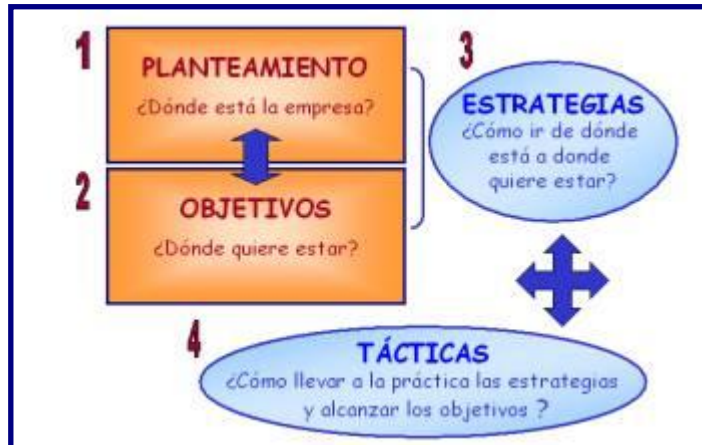 1
PLANTEAMIENTO
¿Dónde está la empresa?
2
OBJETIVOS
¿Dónde quiere estar?
3
ESTRATEGIAS
¿Cómo ir de dónde
está a donde
quiere estar?
4
TÁCTICAS
¿Cómo llevar a la práctica las estrategias
y alcanzar los objetivos ?